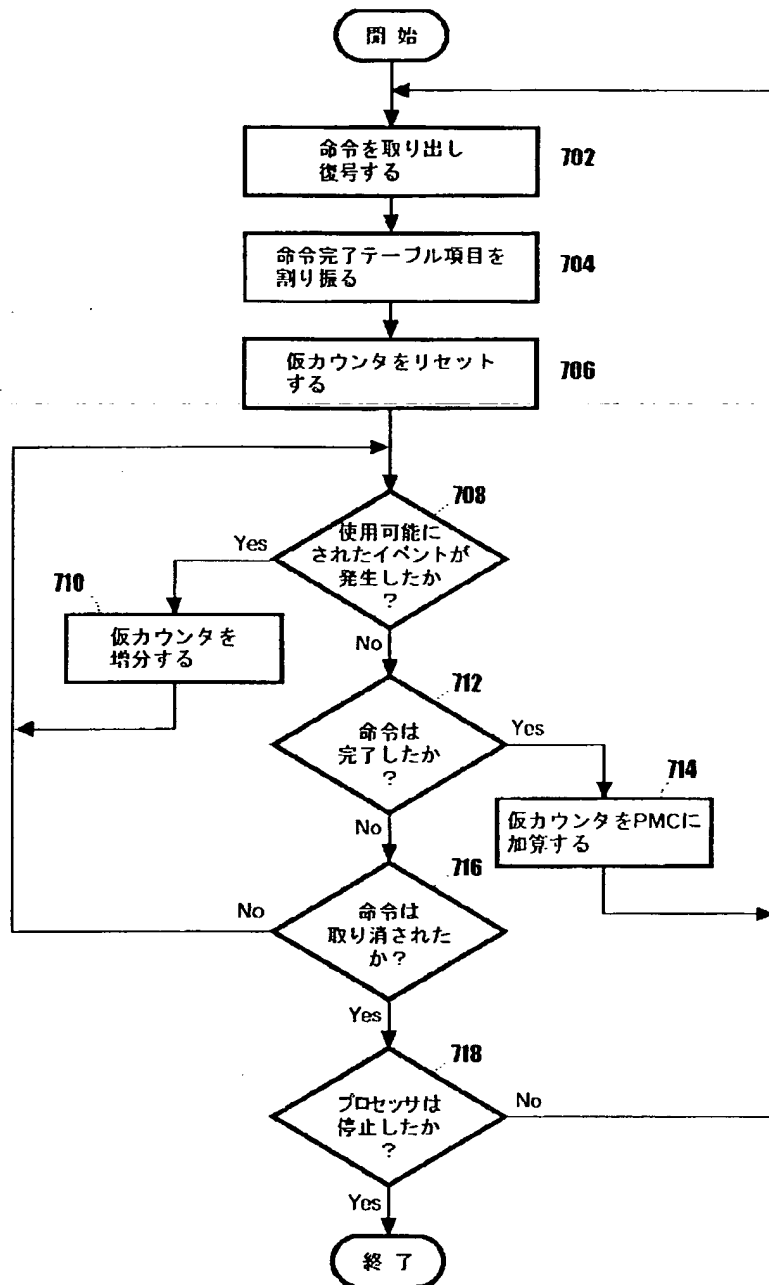 開始
命令を取り出し
復号する
702
命令完了テーブル項目を
割り振る
704
仮カウンタをリセット
する
706
708
使用可能に
されたイベントが
発生したか
?
Yes
710
仮カウンタを
増分する
No
712
命令は
完了したか
?
Yes
714
仮カウンタをPMCに
加算する
No
716
命令は
取り消された
か?
No
Yes
718
プロセッサは
停止したか
?
No
Yes
終了